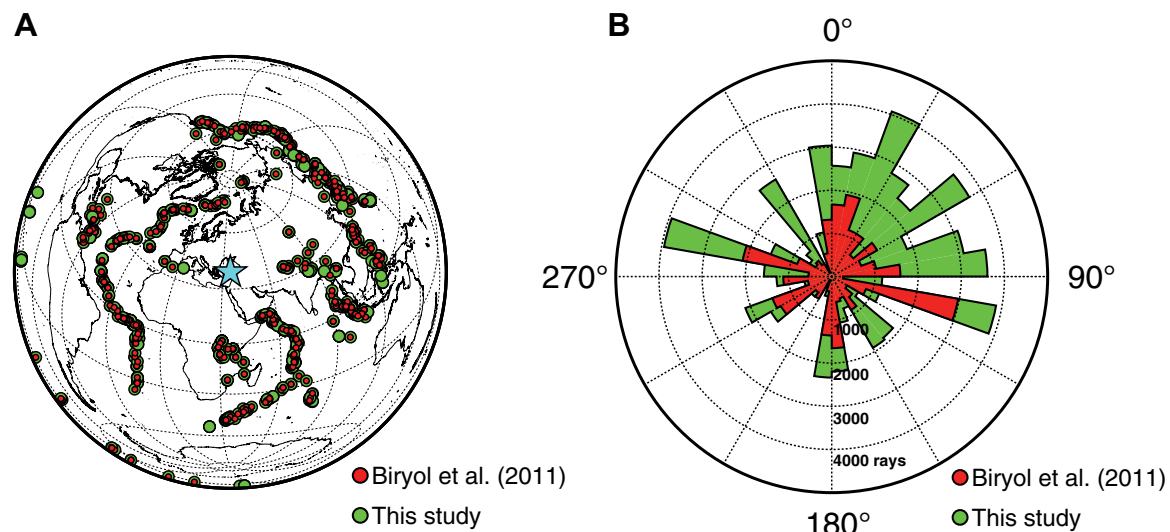 A
B
0°
270°
90°
1000
2000
3000
4000 rays
180°
Biryol et al. (2011)
This study
Biryol et al. (2011)
This study